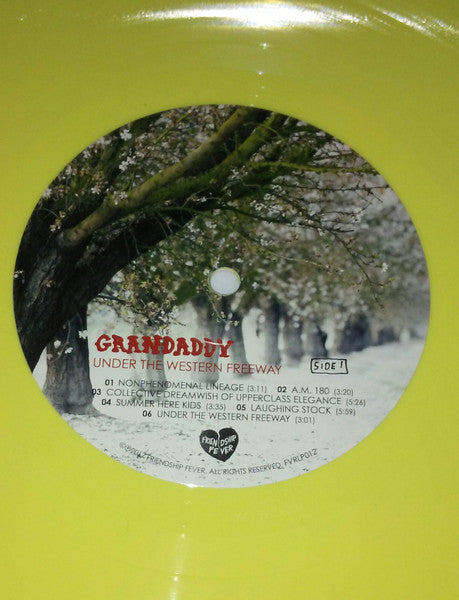 GRANDADDY
UNDER THE WESTERN FREEWAY
SIDE 1
01 NONPHENOMENAL LINEAGE (3:11) 02 A.M. 180 (3:20)
03 COLLECTIVE DREAMWISH OF UPPERCLASS ELEGANCE (5:26)
04 SUMMER HERE KIDS (3:35) 05 LAUGHING STOCK (5:59)
06 UNDER THE WESTERN FREEWAY (3:01)
FRIENDSHIP
FEVER
©℗2012 FRIENDSHIP FEVER. ALL RIGHTS RESERVED. FVRLP012